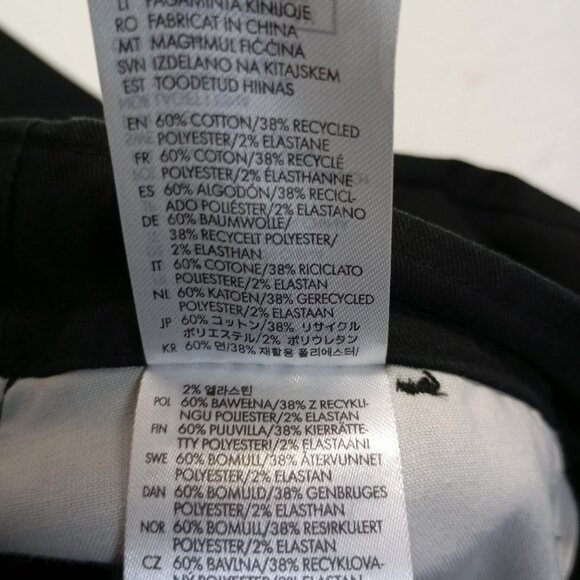 LT PAGAMINTA KINIJOJE
RO FABRICAT IN CHINA
MT MAGĦMUL FIĊ-ĊINA
SVN IZDELANO NA KITAJSKEM
EST TOODETUD HIINAS
EN 60% COTTON/38% RECYCLED
POLYESTER/2% ELASTANE
FR 60% COTON/38% RECYCLÉ
POLYESTER/2% ÉLASTHANNE
ES 60% ALGODÓN/38% RECICL-
ADO POLIÉSTER/2% ELASTANO
DE 60% BAUMWOLLE/
38% RECYCELT POLYESTER/
2% ELASTHAN
IT 60% COTONE/38% RICICLATO
POLIESTERE/2% ELASTAN
NL 60% KATOEN/38% GERECYCLED
POLYESTER/2% ELASTAAN
JP 60% コットン/38% リサイクル
ポリエステル/2% ポリウレタン
KR 60% 면/38% 재활용 폴리에스터/
2% 엘라스틴
POL 60% BAWEŁNA/38% Z RECYKLI-
NGU POLIESTER/2% ELASTAN
FIN 60% PUUVILLA/38% KIERRÄTE-
TTY POLYESTERI/2% ELASTAANI
SWE 60% BOMULL/38% ÅTERVUNNET
POLYESTER/2% ELASTAN
DAN 60% BOMULD/38% GENBRUGES
POLYESTER/2% ELASTHAN
NOR 60% BOMULL/38% RESIRKULERT
POLYESTER/2% ELASTAN
CZ 60% BAVLNA/38% RECYKLOVA-
NÝ POLYESTER/2% ELASTAN